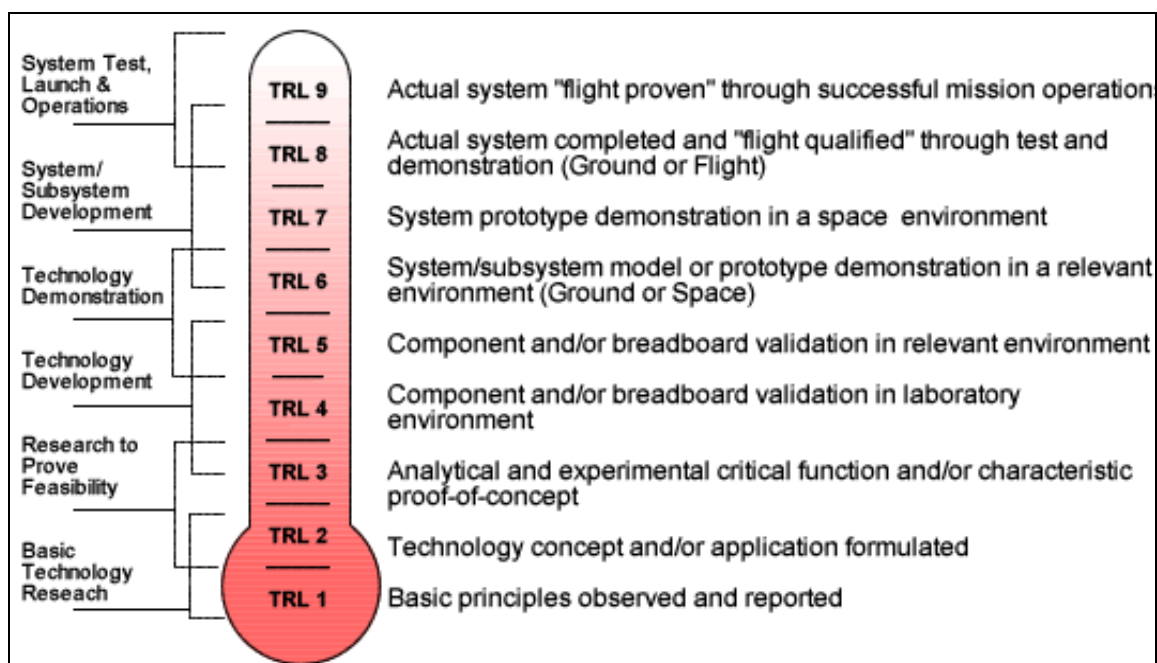 System Test,
Launch &
Operations
System/
Subsystem
Development
Technology
Demonstration
Technology
Development
Research to
Prove
Feasibility
Basic
Technology
Reseach
TRL 9
TRL 8
TRL 7
TRL 6
TRL 5
TRL 4
TRL 3
TRL 2
TRL 1
Actual system "flight proven" through successful mission operation
Actual system completed and "flight qualified" through test and
demonstration (Ground or Flight)
System prototype demonstration in a space environment
System/subsystem model or prototype demonstration in a relevant
environment (Ground or Space)
Component and/or breadboard validation in relevant environment
Component and/or breadboard validation in laboratory
environment
Analytical and experimental critical function and/or characteristic
proof-of-concept
Technology concept and/or application formulated
Basic principles observed and reported